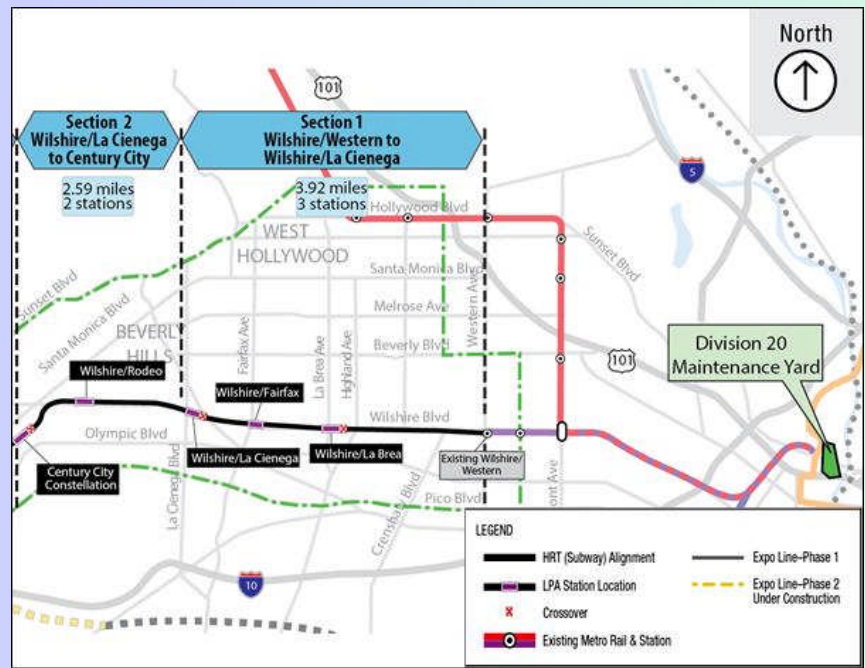 North
101
Section 2
Wilshire/La Cienega
to Century City
Section 1
Wilshire/Western to
Wilshire/La Cienega
2.59 miles
2 stations
3.92 miles
3 stations
5
Hollywood Blvd
WEST
HOLLYWOOD
Sunset Blvd
Santa Monica Blvd
Western Ave
Sunset Blvd
Santa Monica Blvd
Melrose Ave
Fairfax Ave
La Brea Ave
Highland Ave
Beverly Blvd
BEVERLY
HILLS
101
Division 20
Maintenance Yard
Wilshire/Rodeo
Wilshire/Fairfax
Wilshire Blvd
Olympic Blvd
Wilshire/La Cienega
Wilshire/La Brea
Existing Wilshire/
Western
Century City
Constellation
La Cienega Blvd
Crenshaw Blvd
Pico Blvd
ont Ave
10
LEGEND
HRT (Subway) Alignment
LPA Station Location
Crossover
Existing Metro Rail & Station
Expo Line–Phase 1
Expo Line–Phase 2
Under Construction